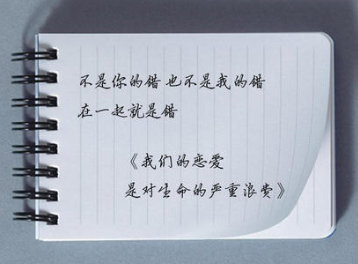 不是你的错 也不是我的错
在一起就是错
《我们的恋爱
是对生命的严重浪费》